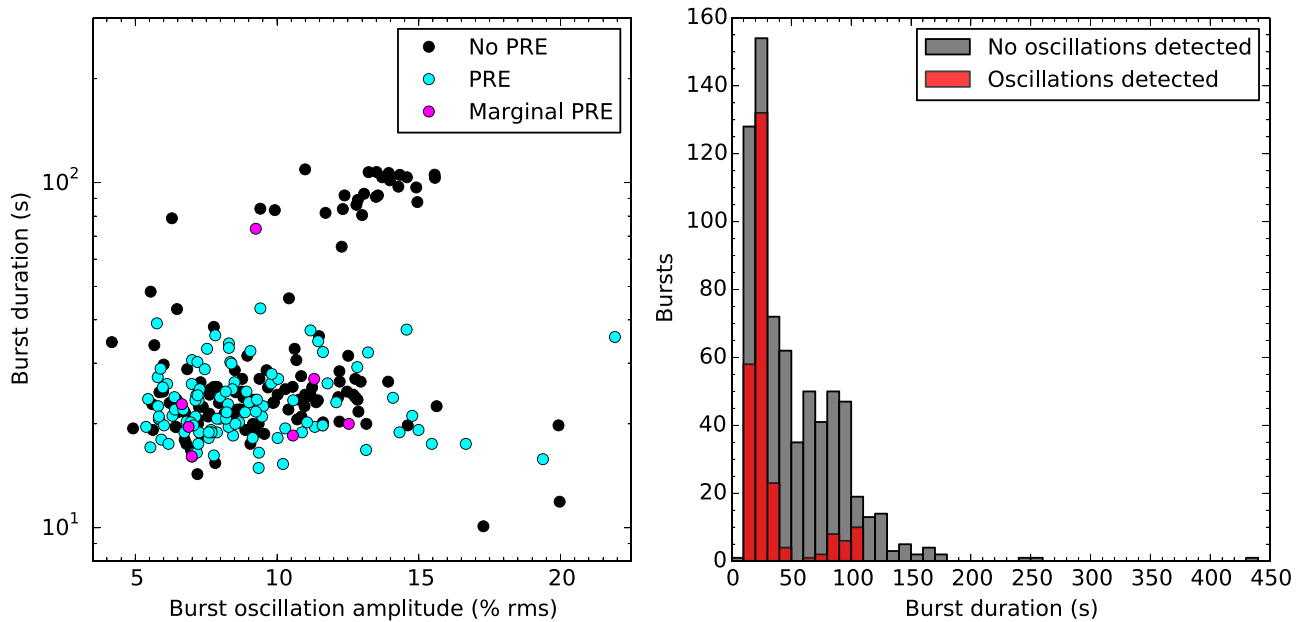 No PRE
PRE
Marginal PRE
10²
10¹
Burst duration (s)
5 10 15 20
Burst oscillation amplitude (% rms)
No oscillations detected
Oscillations detected
160
140
120
100
80
60
40
20
0
Bursts
0 50 100 150 200 250 300 350 400 450
Burst duration (s)